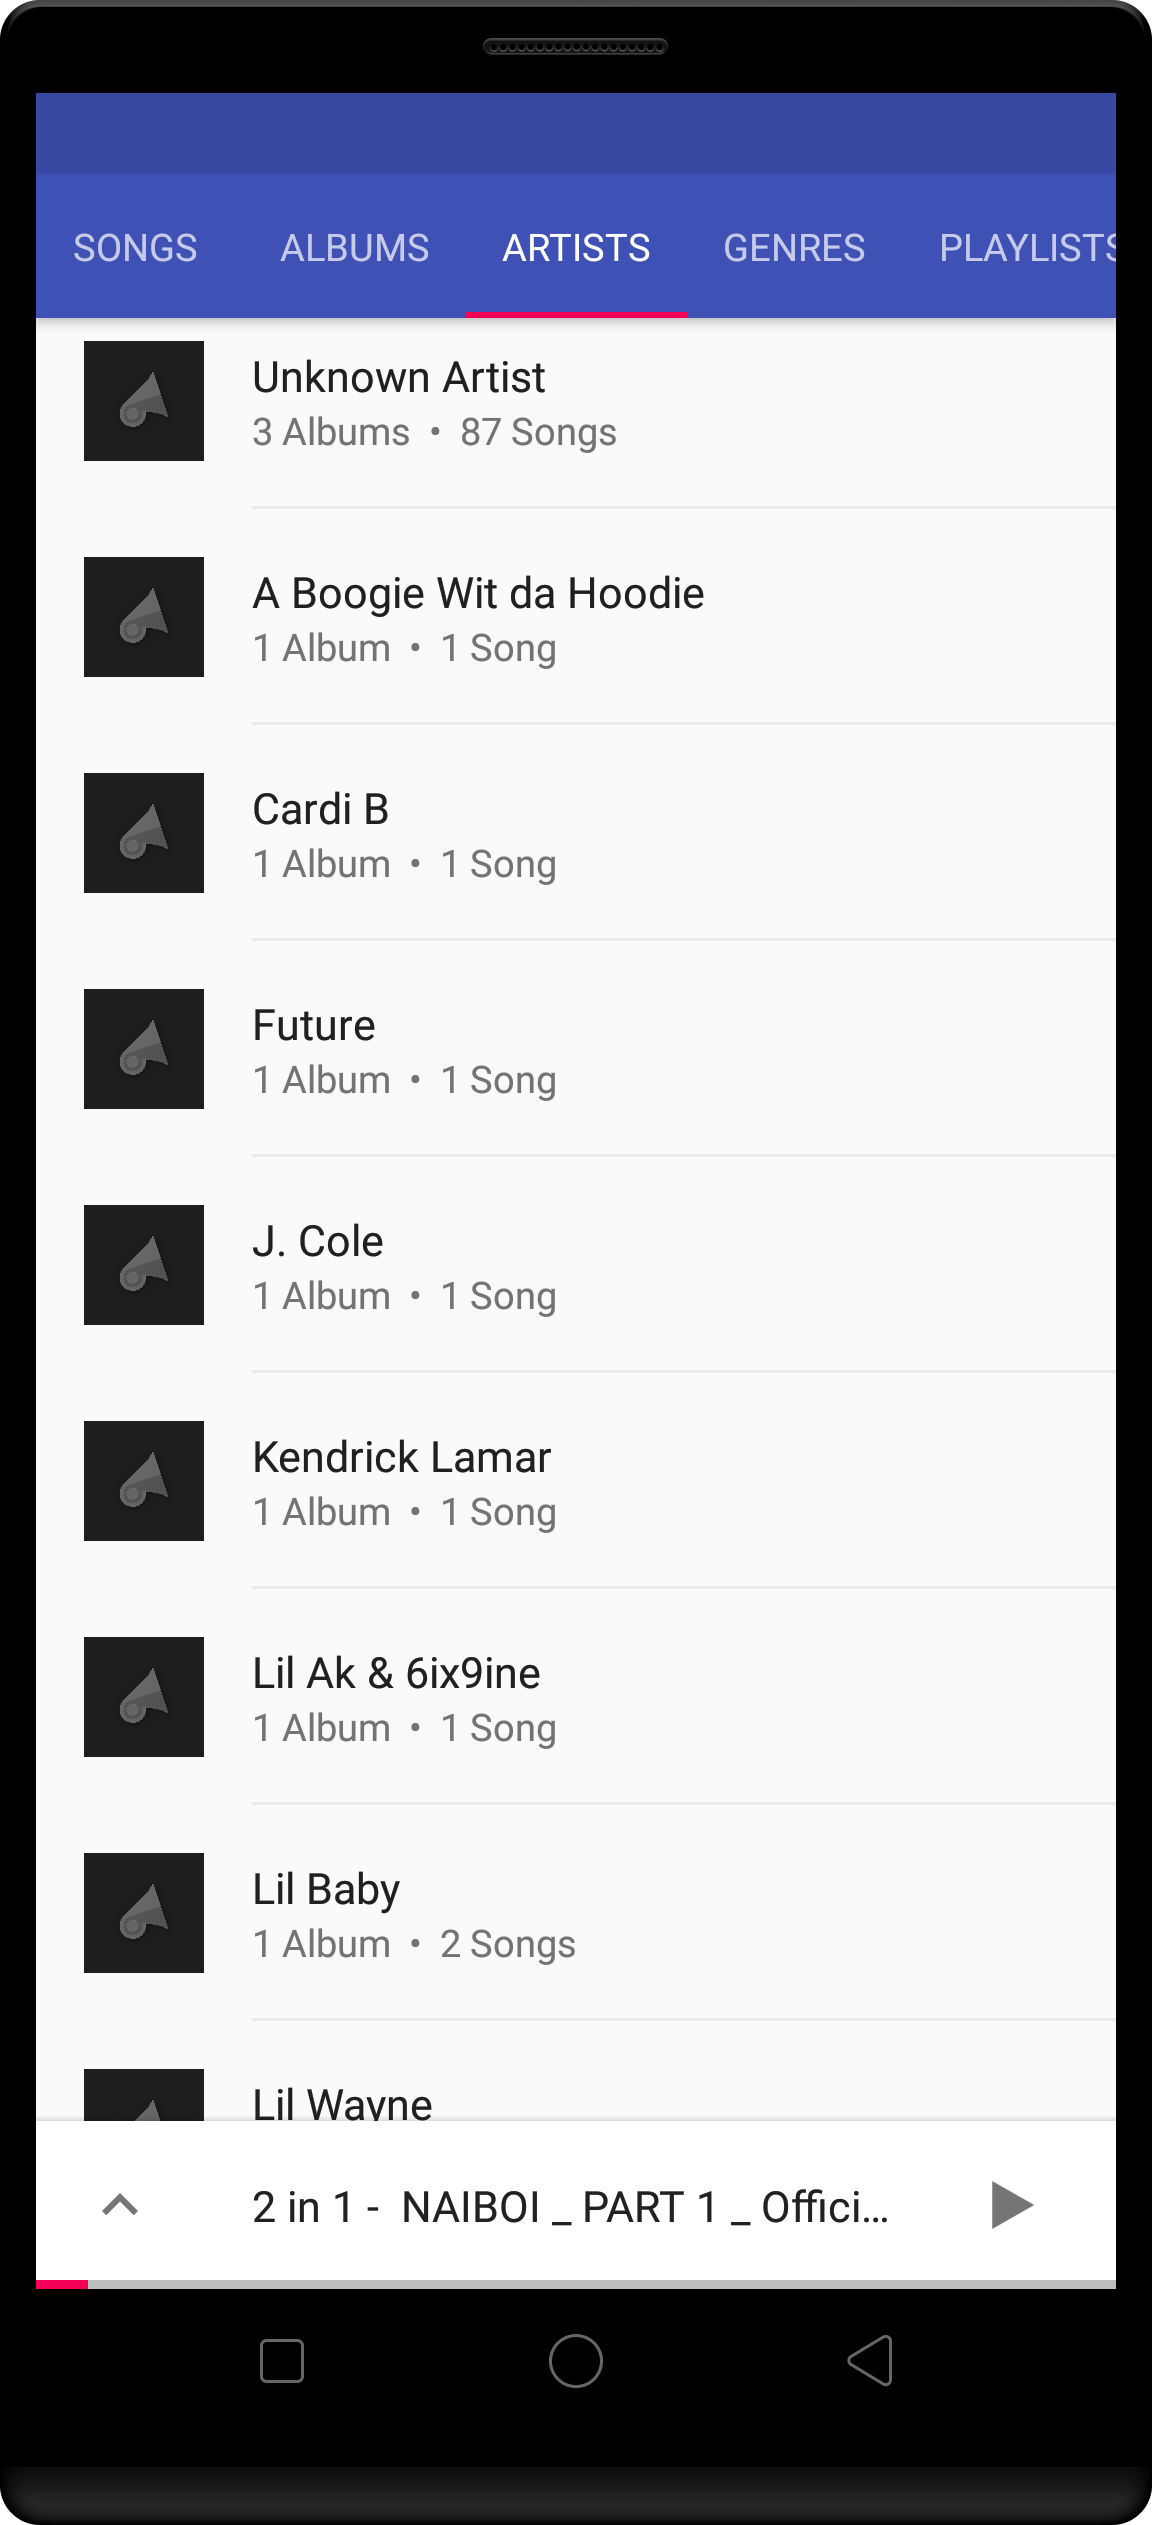 SONGS ALBUMS ARTISTS GENRES PLAYLISTS
Unknown Artist
3 Albums • 87 Songs
A Boogie Wit da Hoodie
1 Album • 1 Song
Cardi B
1 Album • 1 Song
Future
1 Album • 1 Song
J. Cole
1 Album • 1 Song
Kendrick Lamar
1 Album • 1 Song
Lil Ak & 6ix9ine
1 Album • 1 Song
Lil Baby
1 Album • 2 Songs
Lil Wayne
2 in 1 - NAIBOI _ PART 1 _ Offici...